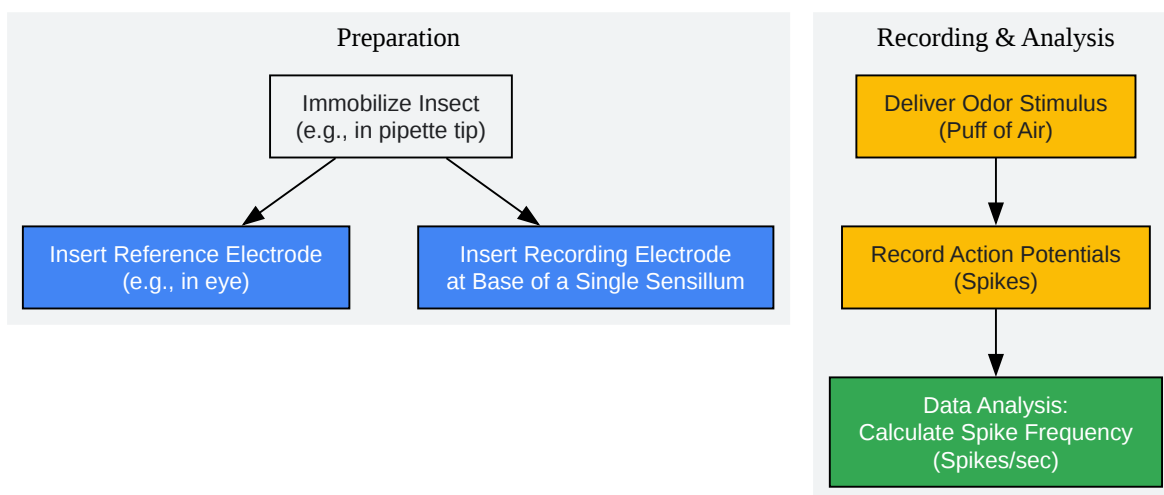 Preparation
Immobilize Insect
(e.g., in pipette tip)
Insert Reference Electrode
(e.g., in eye)
Insert Recording Electrode
at Base of a Single Sensillum
Recording & Analysis
Deliver Odor Stimulus
(Puff of Air)
Record Action Potentials
(Spikes)
Data Analysis:
Calculate Spike Frequency
(Spikes/sec)